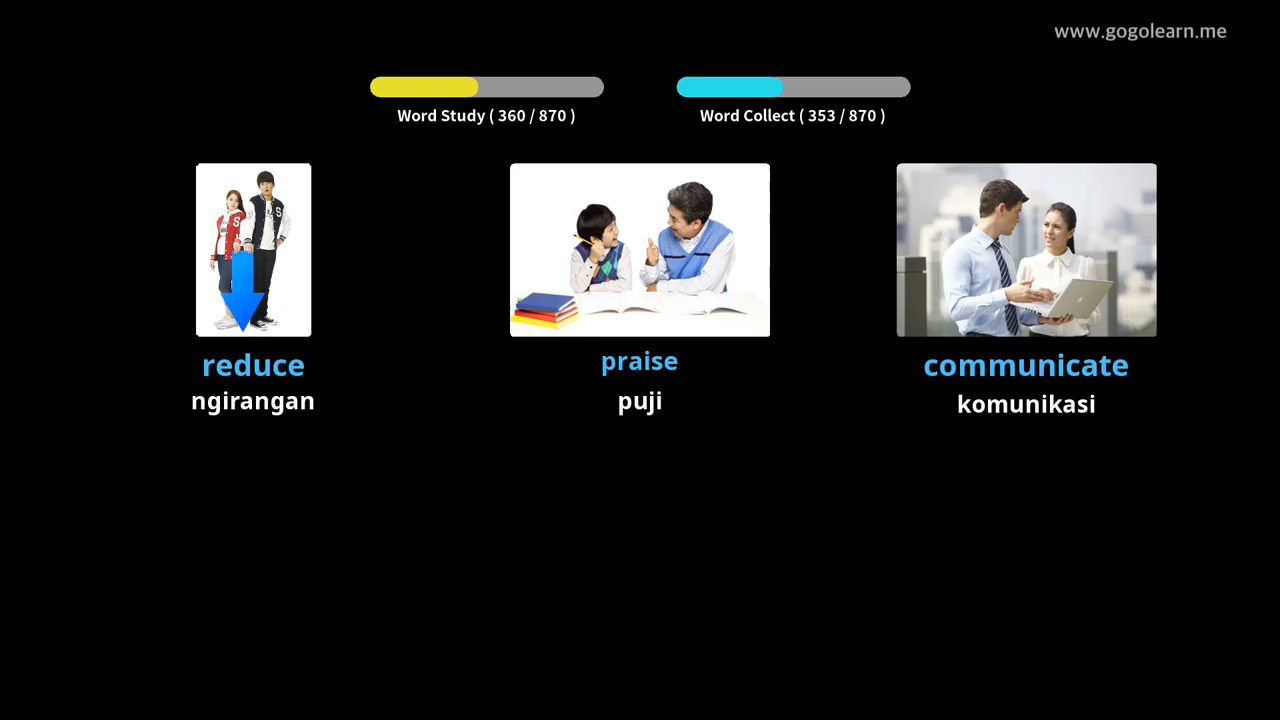 www.gogolearn.me
Word Study ( 360 / 870 )
Word Collect ( 353 / 870 )
reduce
ngirangan
praise
puji
communicate
komunikasi